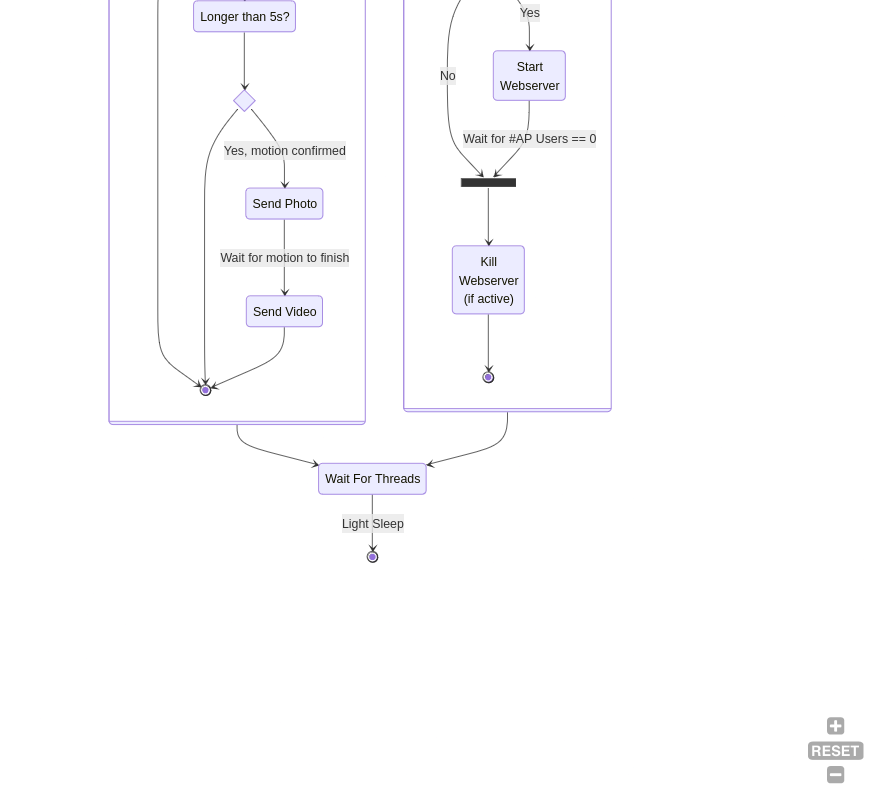 Longer than 5s?
Yes, motion confirmed
Send Photo
Wait for motion to finish
Send Video
Yes
No
Start
Webserver
Wait for #AP Users == 0
Kill
Webserver
(if active)
Wait For Threads
Light Sleep
RESET